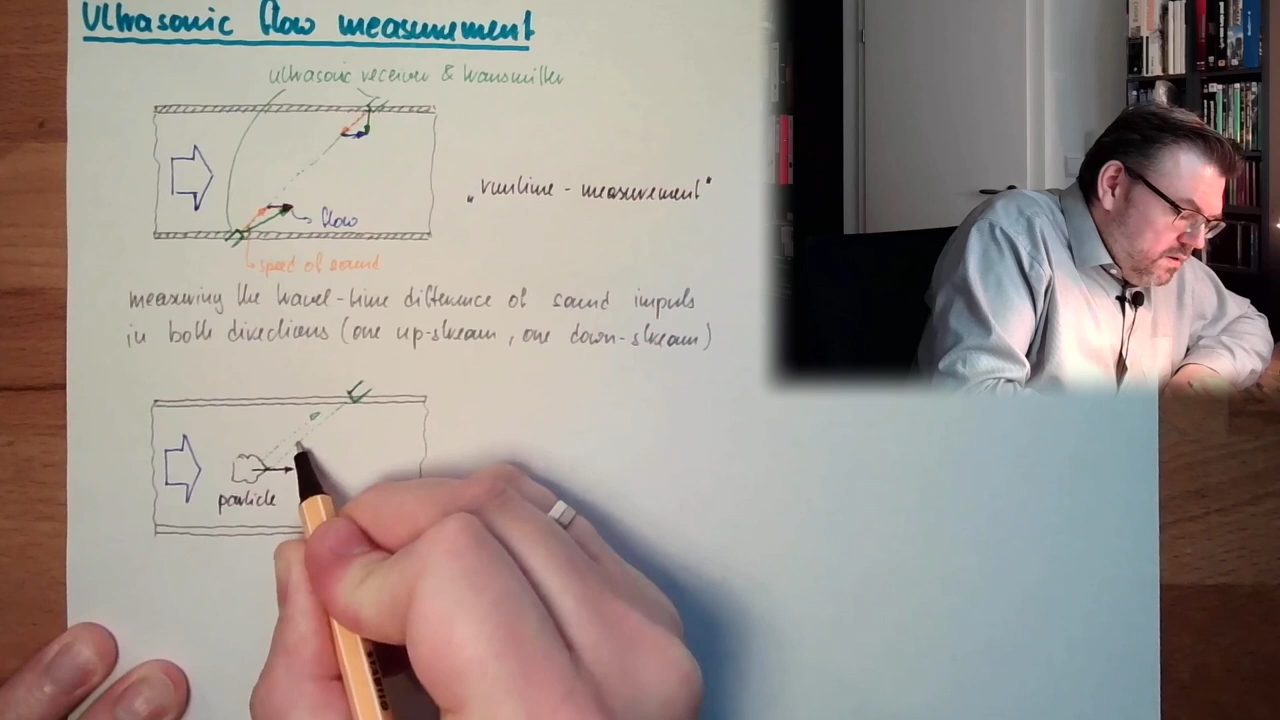 Ultrasonic flow measurement
ultrasonic receiver & transmitter
"runtime - measurement"
flow
speed of sound
measuring the travel-time difference of sound impuls
in both directions (one up-stream, one down-stream)
particle